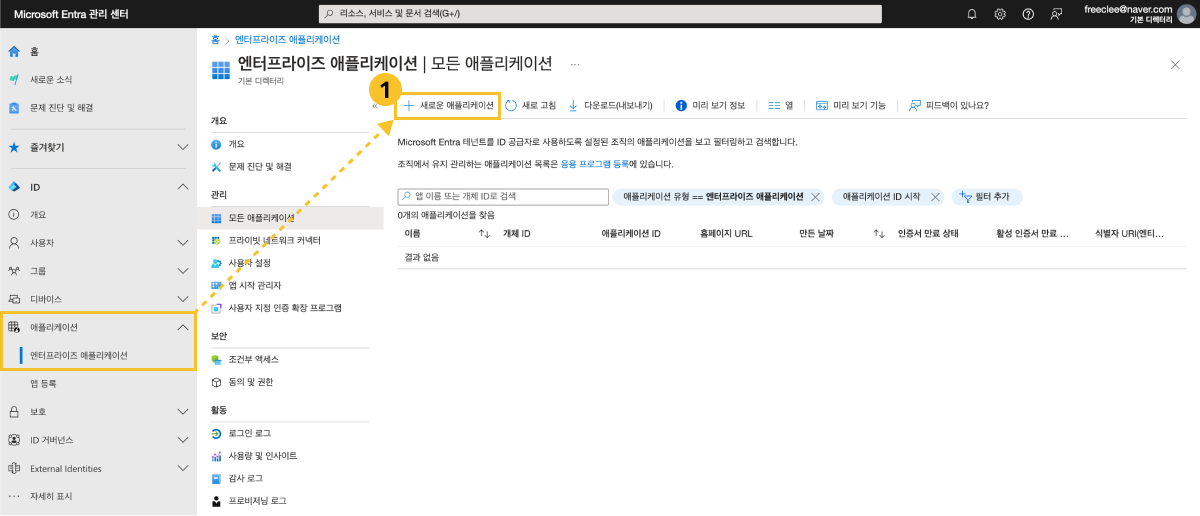 Microsoft Entra 관리 센터
리소스, 서비스 및 문서 검색(G+/)
freeclee@naver.com
기본 디렉터리
홈
새로운 소식
문제 진단 및 해결
즐겨찾기
ID
개요
사용자
그룹
디바이스
애플리케이션
엔터프라이즈 애플리케이션
앱 등록
보호
ID 거버넌스
External Identities
자세히 표시
홈 > 엔터프라이즈 애플리케이션
엔터프라이즈 애플리케이션 | 모든 애플리케이션 ...
기본 디렉터리
«
개요
개요
문제 진단 및 해결
관리
모든 애플리케이션
프라이빗 네트워크 커넥터
사용자 설정
앱 시작 관리자
사용자 지정 인증 확장 프로그램
보안
조건부 액세스
동의 및 권한
활동
로그인 로그
사용량 및 인사이트
감사 로그
프로비저닝 로그
1
새로운 애플리케이션 새로 고침 다운로드(내보내기) 미리 보기 정보 열 미리 보기 기능 피드백이 있나요?
Microsoft Entra 테넌트를 ID 공급자로 사용하도록 설정된 조직의 애플리케이션을 보고 필터링하고 검색합니다.
조직에서 유지 관리하는 애플리케이션 목록은 응용 프로그램 등록에 있습니다.
앱 이름 또는 개체 ID로 검색 애플리케이션 유형 == 엔터프라이즈 애플리케이션 애플리케이션 ID 시작 필터 추가
0개의 애플리케이션을 찾음
이름 개체 ID 애플리케이션 ID 홈페이지 URL 만든 날짜 인증서 만료 상태 활성 인증서 만료 ... 식별자 URI(엔티...
결과 없음